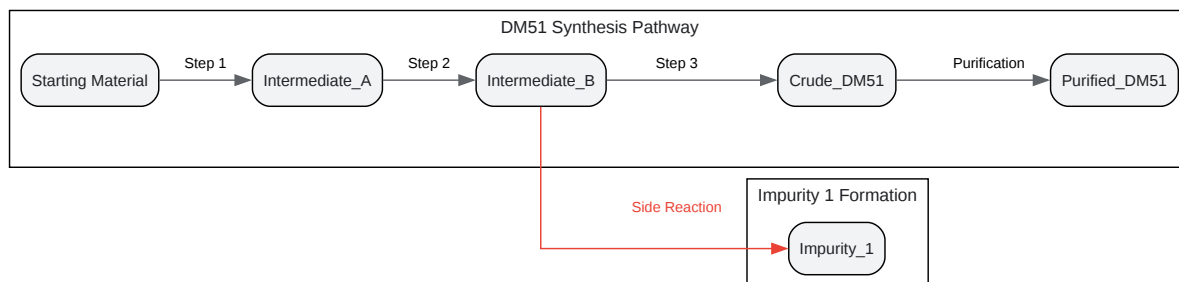 DM51 Synthesis Pathway
Starting Material
Step 1
Intermediate_A
Step 2
Intermediate_B
Step 3
Crude_DM51
Purification
Purified_DM51
Side Reaction
Impurity 1 Formation
Impurity_1